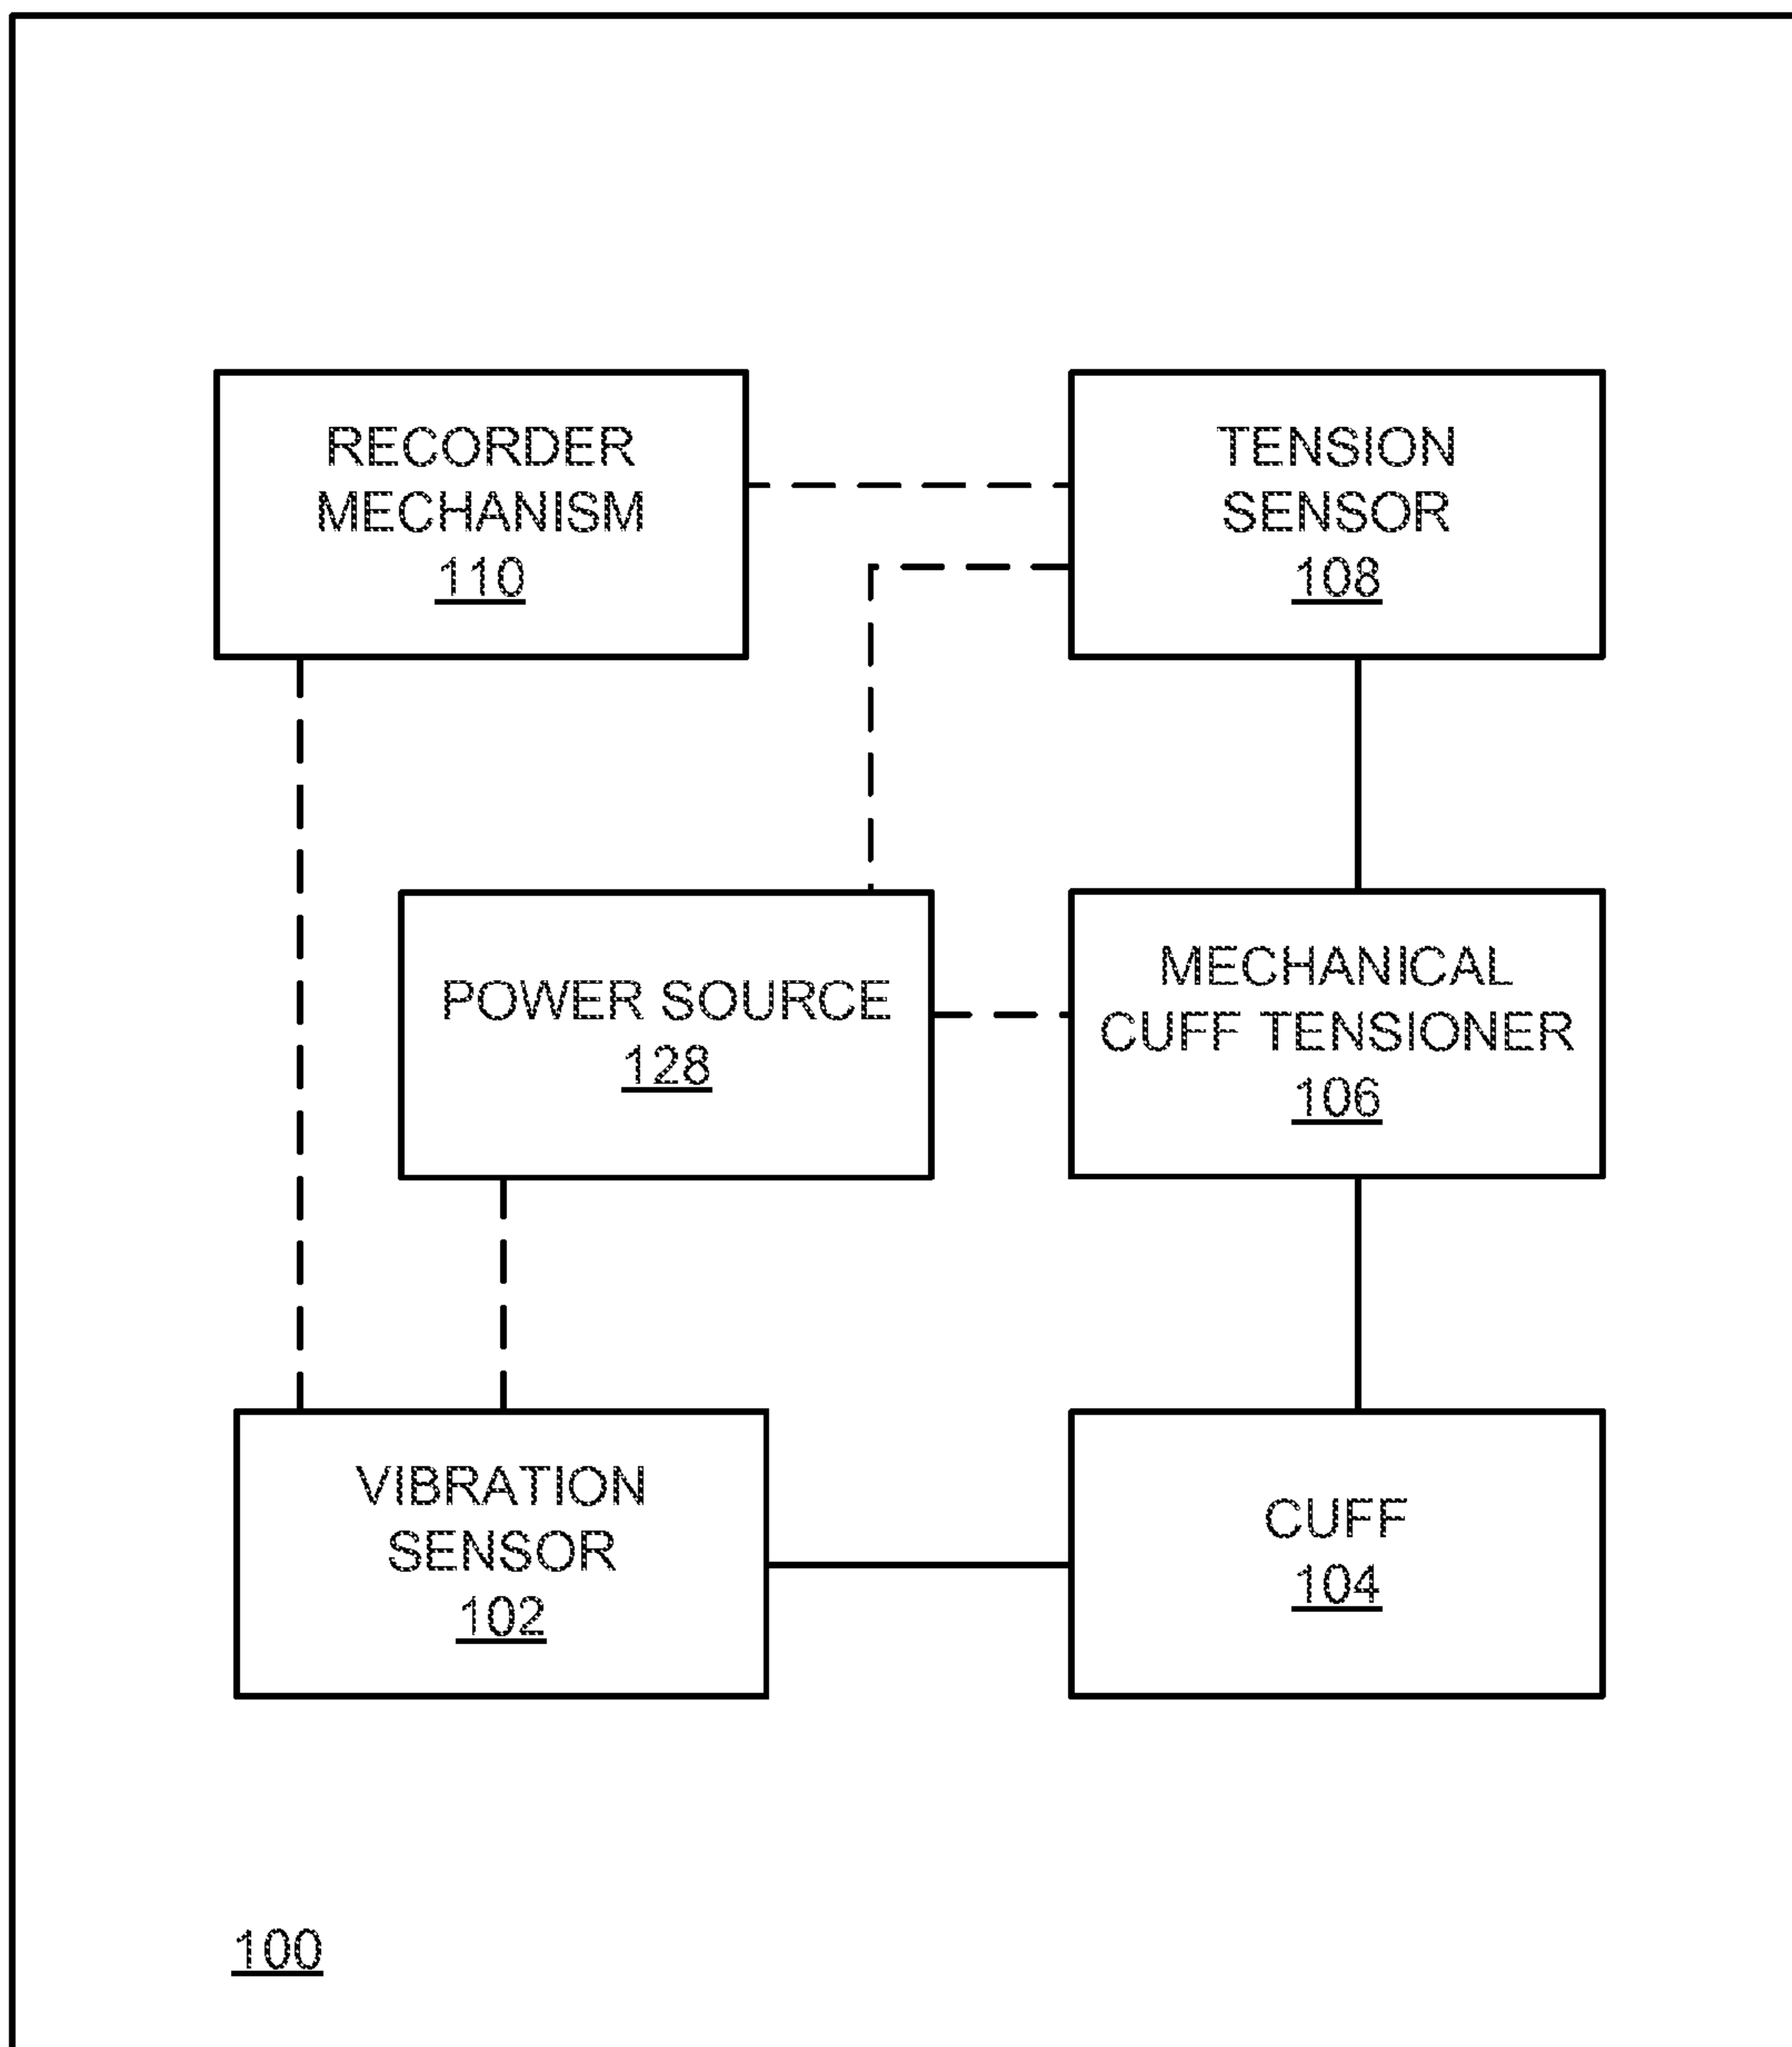 RECORDER
MECHANISM
110
TENSION
SENSOR
108
POWER SOURCE
128
MECHANICAL
CUFF TENSIONER
106
VIBRATION
SENSOR
102
CUFF
104
100